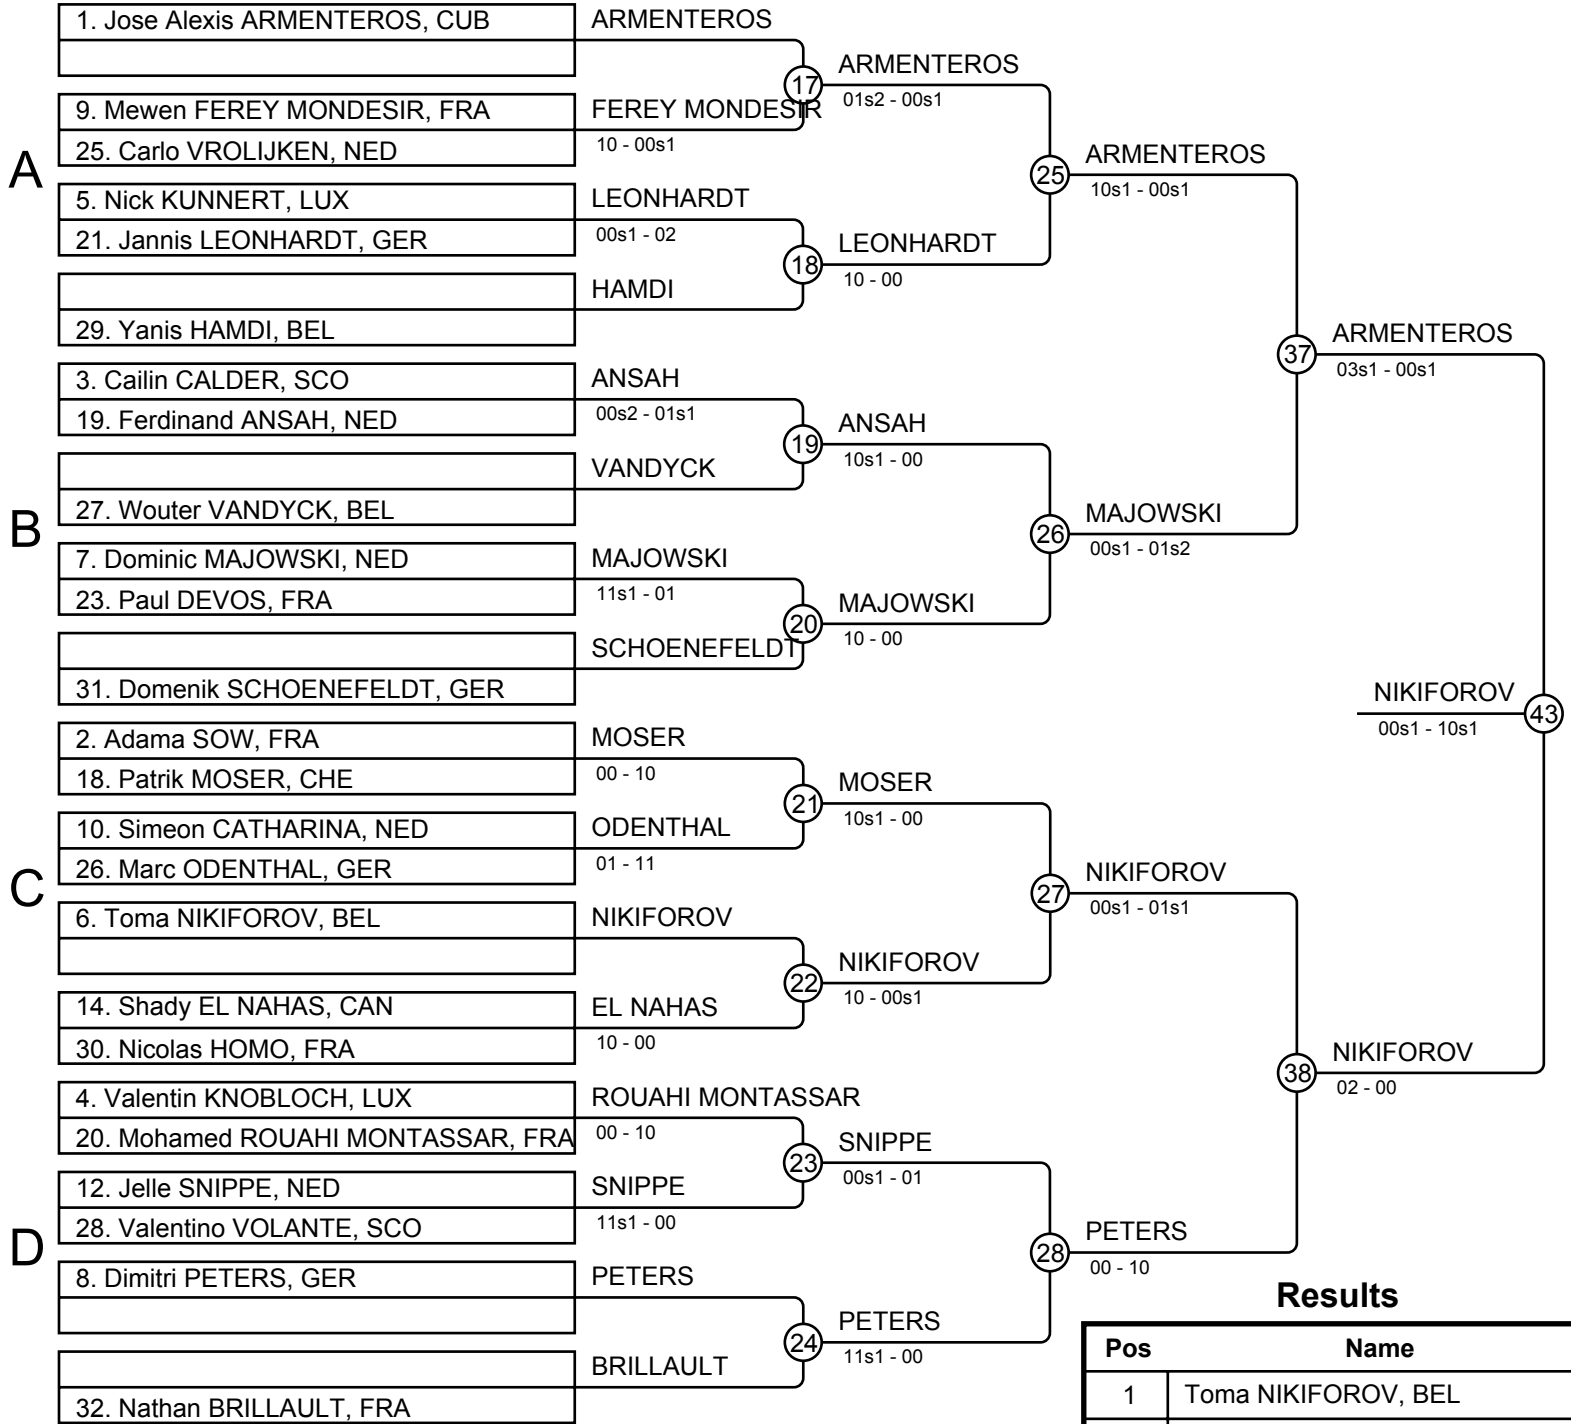 A
1. Jose Alexis ARMENTEROS, CUB
9. Mewen FEREY MONDESIR, FRA
25. Carlo VROLIJKEN, NED
5. Nick KUNNERT, LUX
21. Jannis LEONHARDT, GER
29. Yanis HAMDI, BEL
B
3. Cailin CALDER, SCO
19. Ferdinand ANSAH, NED
27. Wouter VANDYCK, BEL
7. Dominic MAJOWSKI, NED
23. Paul DEVOS, FRA
31. Domenik SCHOENEFELDT, GER
C
2. Adama SOW, FRA
18. Patrik MOSER, CHE
10. Simeon CATHARINA, NED
26. Marc ODENTHAL, GER
6. Toma NIKIFOROV, BEL
14. Shady EL NAHAS, CAN
30. Nicolas HOMO, FRA
D
4. Valentin KNOBLOCH, LUX
20. Mohamed ROUAHI MONTASSAR, FRA
12. Jelle SNIPPE, NED
28. Valentino VOLANTE, SCO
8. Dimitri PETERS, GER
32. Nathan BRILLAULT, FRA
ARMENTEROS
FEREY MONDESIR
10 - 00s1
LEONHARDT
00s1 - 02
HAMDI
ANSAH
00s2 - 01s1
VANDYCK
MAJOWSKI
11s1 - 01
SCHOENEFELDT
MOSER
00 - 10
ODENTHAL
01 - 11
NIKIFOROV
EL NAHAS
10 - 00
ROUAHI MONTASSAR
00 - 10
SNIPPE
11s1 - 00
PETERS
BRILLAULT
17
ARMENTEROS
01s2 - 00s1
18
LEONHARDT
10 - 00
19
ANSAH
10s1 - 00
20
MAJOWSKI
10 - 00
21
MOSER
10s1 - 00
22
NIKIFOROV
10 - 00s1
23
SNIPPE
00s1 - 01
24
PETERS
11s1 - 00
25
ARMENTEROS
10s1 - 00s1
26
MAJOWSKI
00s1 - 01s2
27
NIKIFOROV
00s1 - 01s1
28
PETERS
00 - 10
37
ARMENTEROS
03s1 - 00s1
38
NIKIFOROV
02 - 00
NIKIFOROV
43
00s1 - 10s1
Results
Pos Name
1 Toma NIKIFOROV, BEL